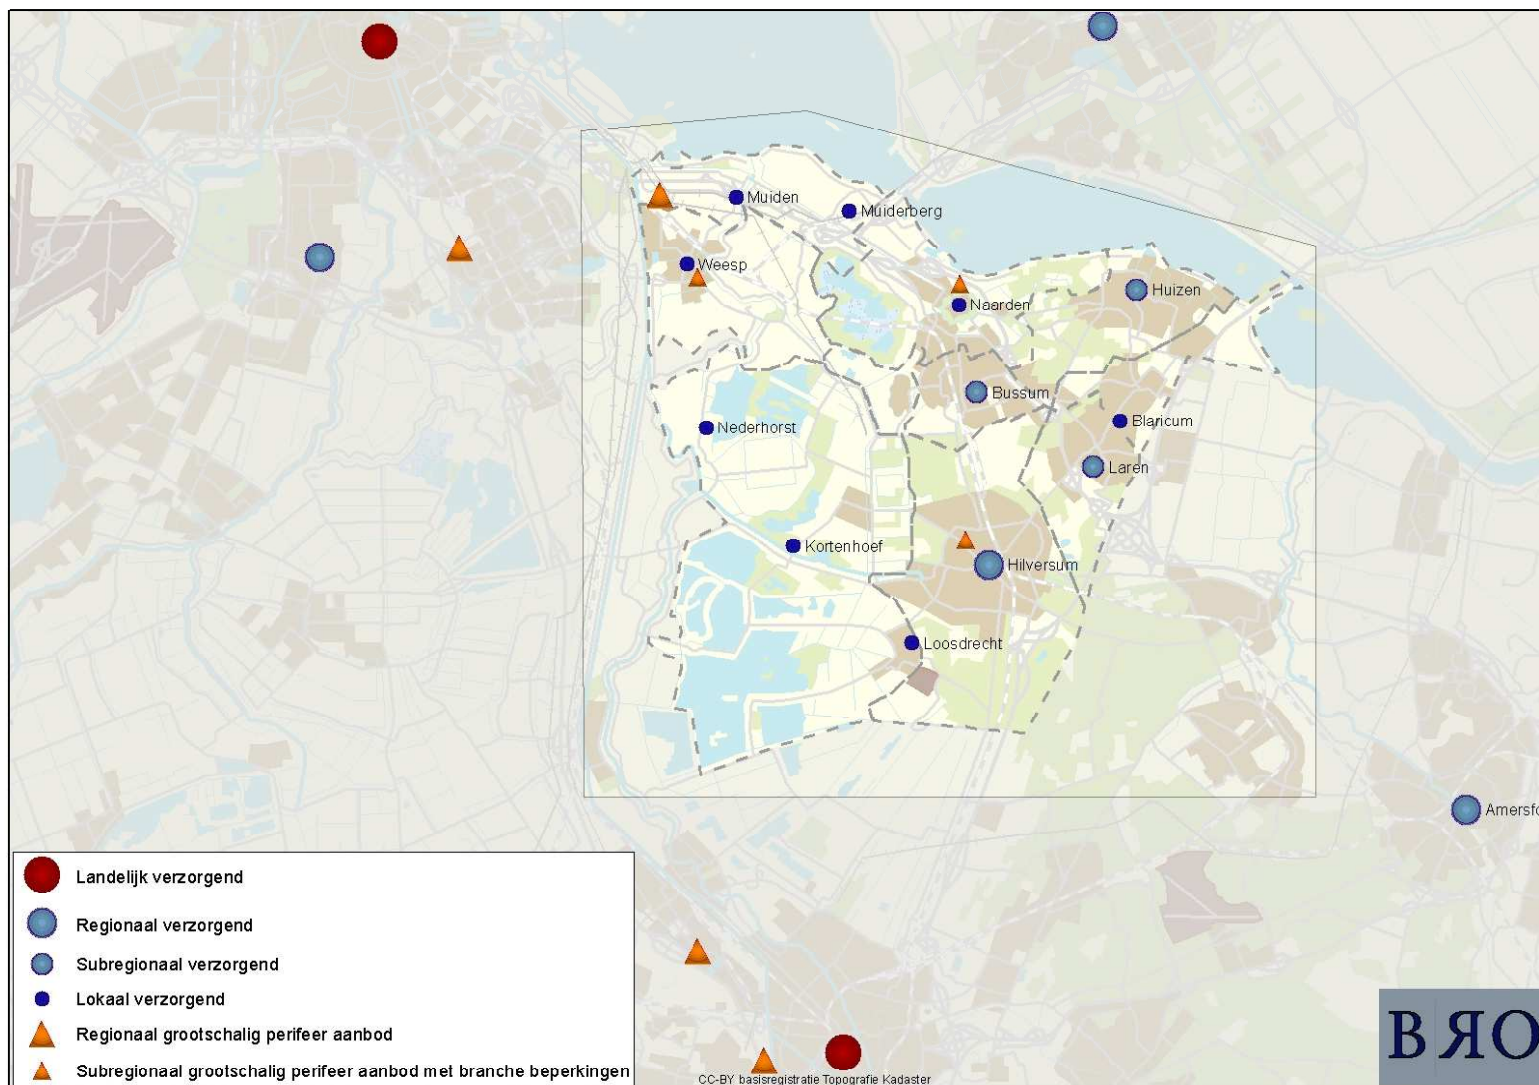 Muiden
Muiderberg
Weesp
Naarden
Huizen
Bussum
Nederhorst
Blaricum
Laren
Kortenhoef
Hilversum
Loosdrecht
Amersfo
Landelijk verzorgend
Regionaal verzorgend
Subregionaal verzorgend
Lokaal verzorgend
Regionaal grootschalig perifeer aanbod
Subregionaal grootschalig perifeer aanbod met branche beperkingen
BRO
CC-BY basisregistratie Topografie Kadaster